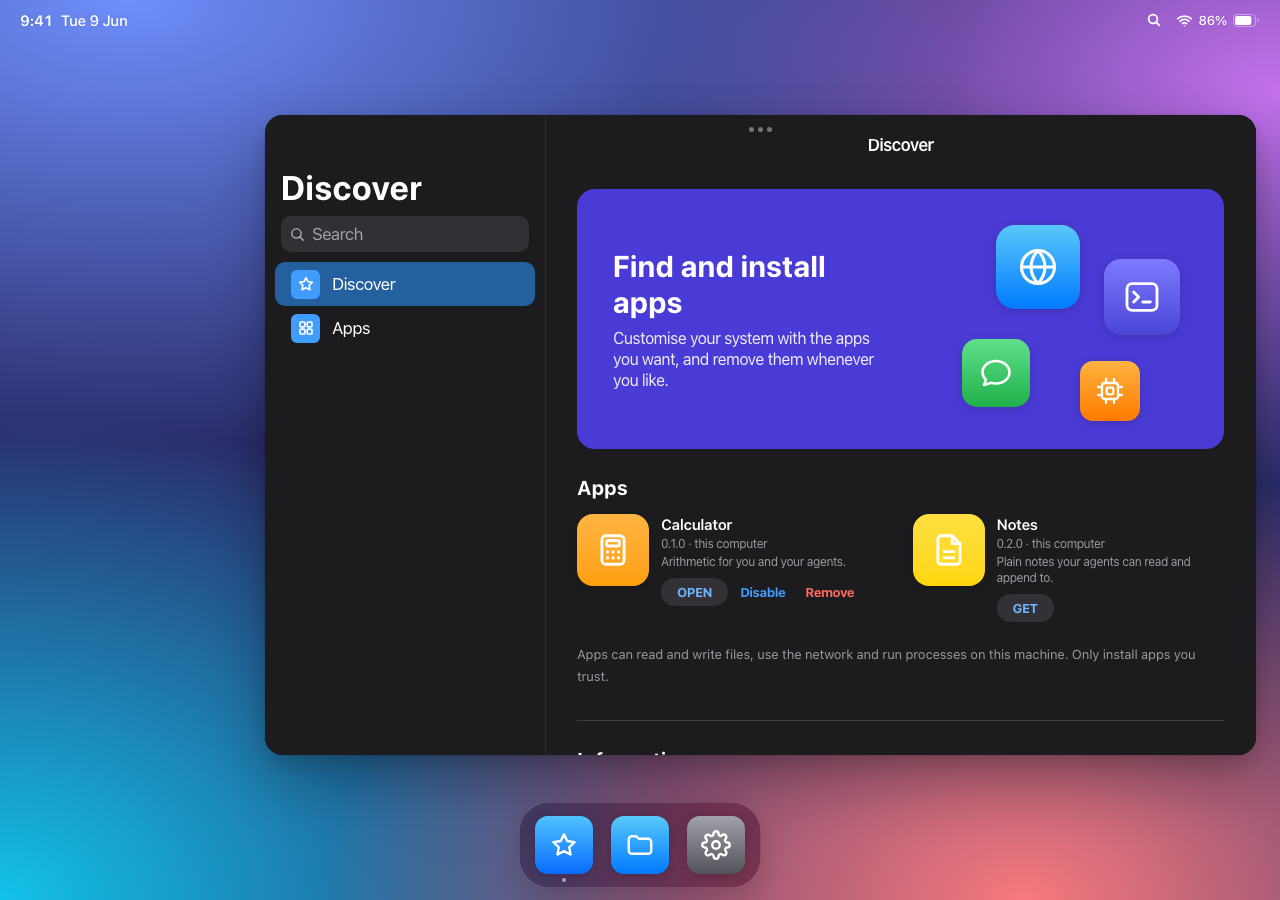 9:41 Tue 9 Jun
86%
Discover
Discover
Search
Discover
Apps
Find and install
apps
Customise your system with the apps
you want, and remove them whenever
you like.
Apps
Calculator
0.1.0 · this computer
Arithmetic for you and your agents.
OPEN Disable Remove
Notes
0.2.0 · this computer
Plain notes your agents can read and
append to.
GET
Apps can read and write files, use the network and run processes on this machine. Only install apps you
trust.